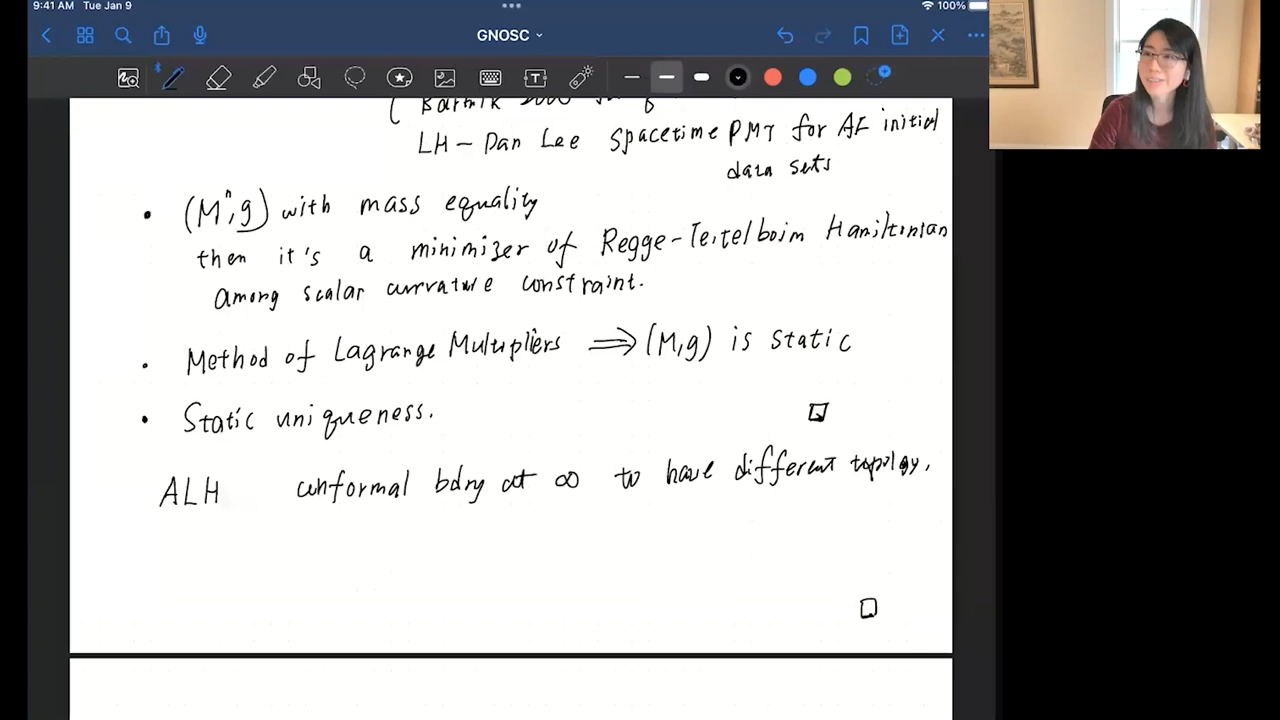 9:41 AM Tue Jan 9
100%
GNOSC
LH - Dan Lee spacetime PMT for AF initial
data sets
• (Mⁿ, g) with mass equality
then it's a minimizer of Regge-Teitelboim Hamiltonian
among scalar curvature constraint.
• Method of Lagrange Multipliers ⟹ (M, g) is static
• Static uniqueness.
ALH conformal bdry at ∞ to have different topology.